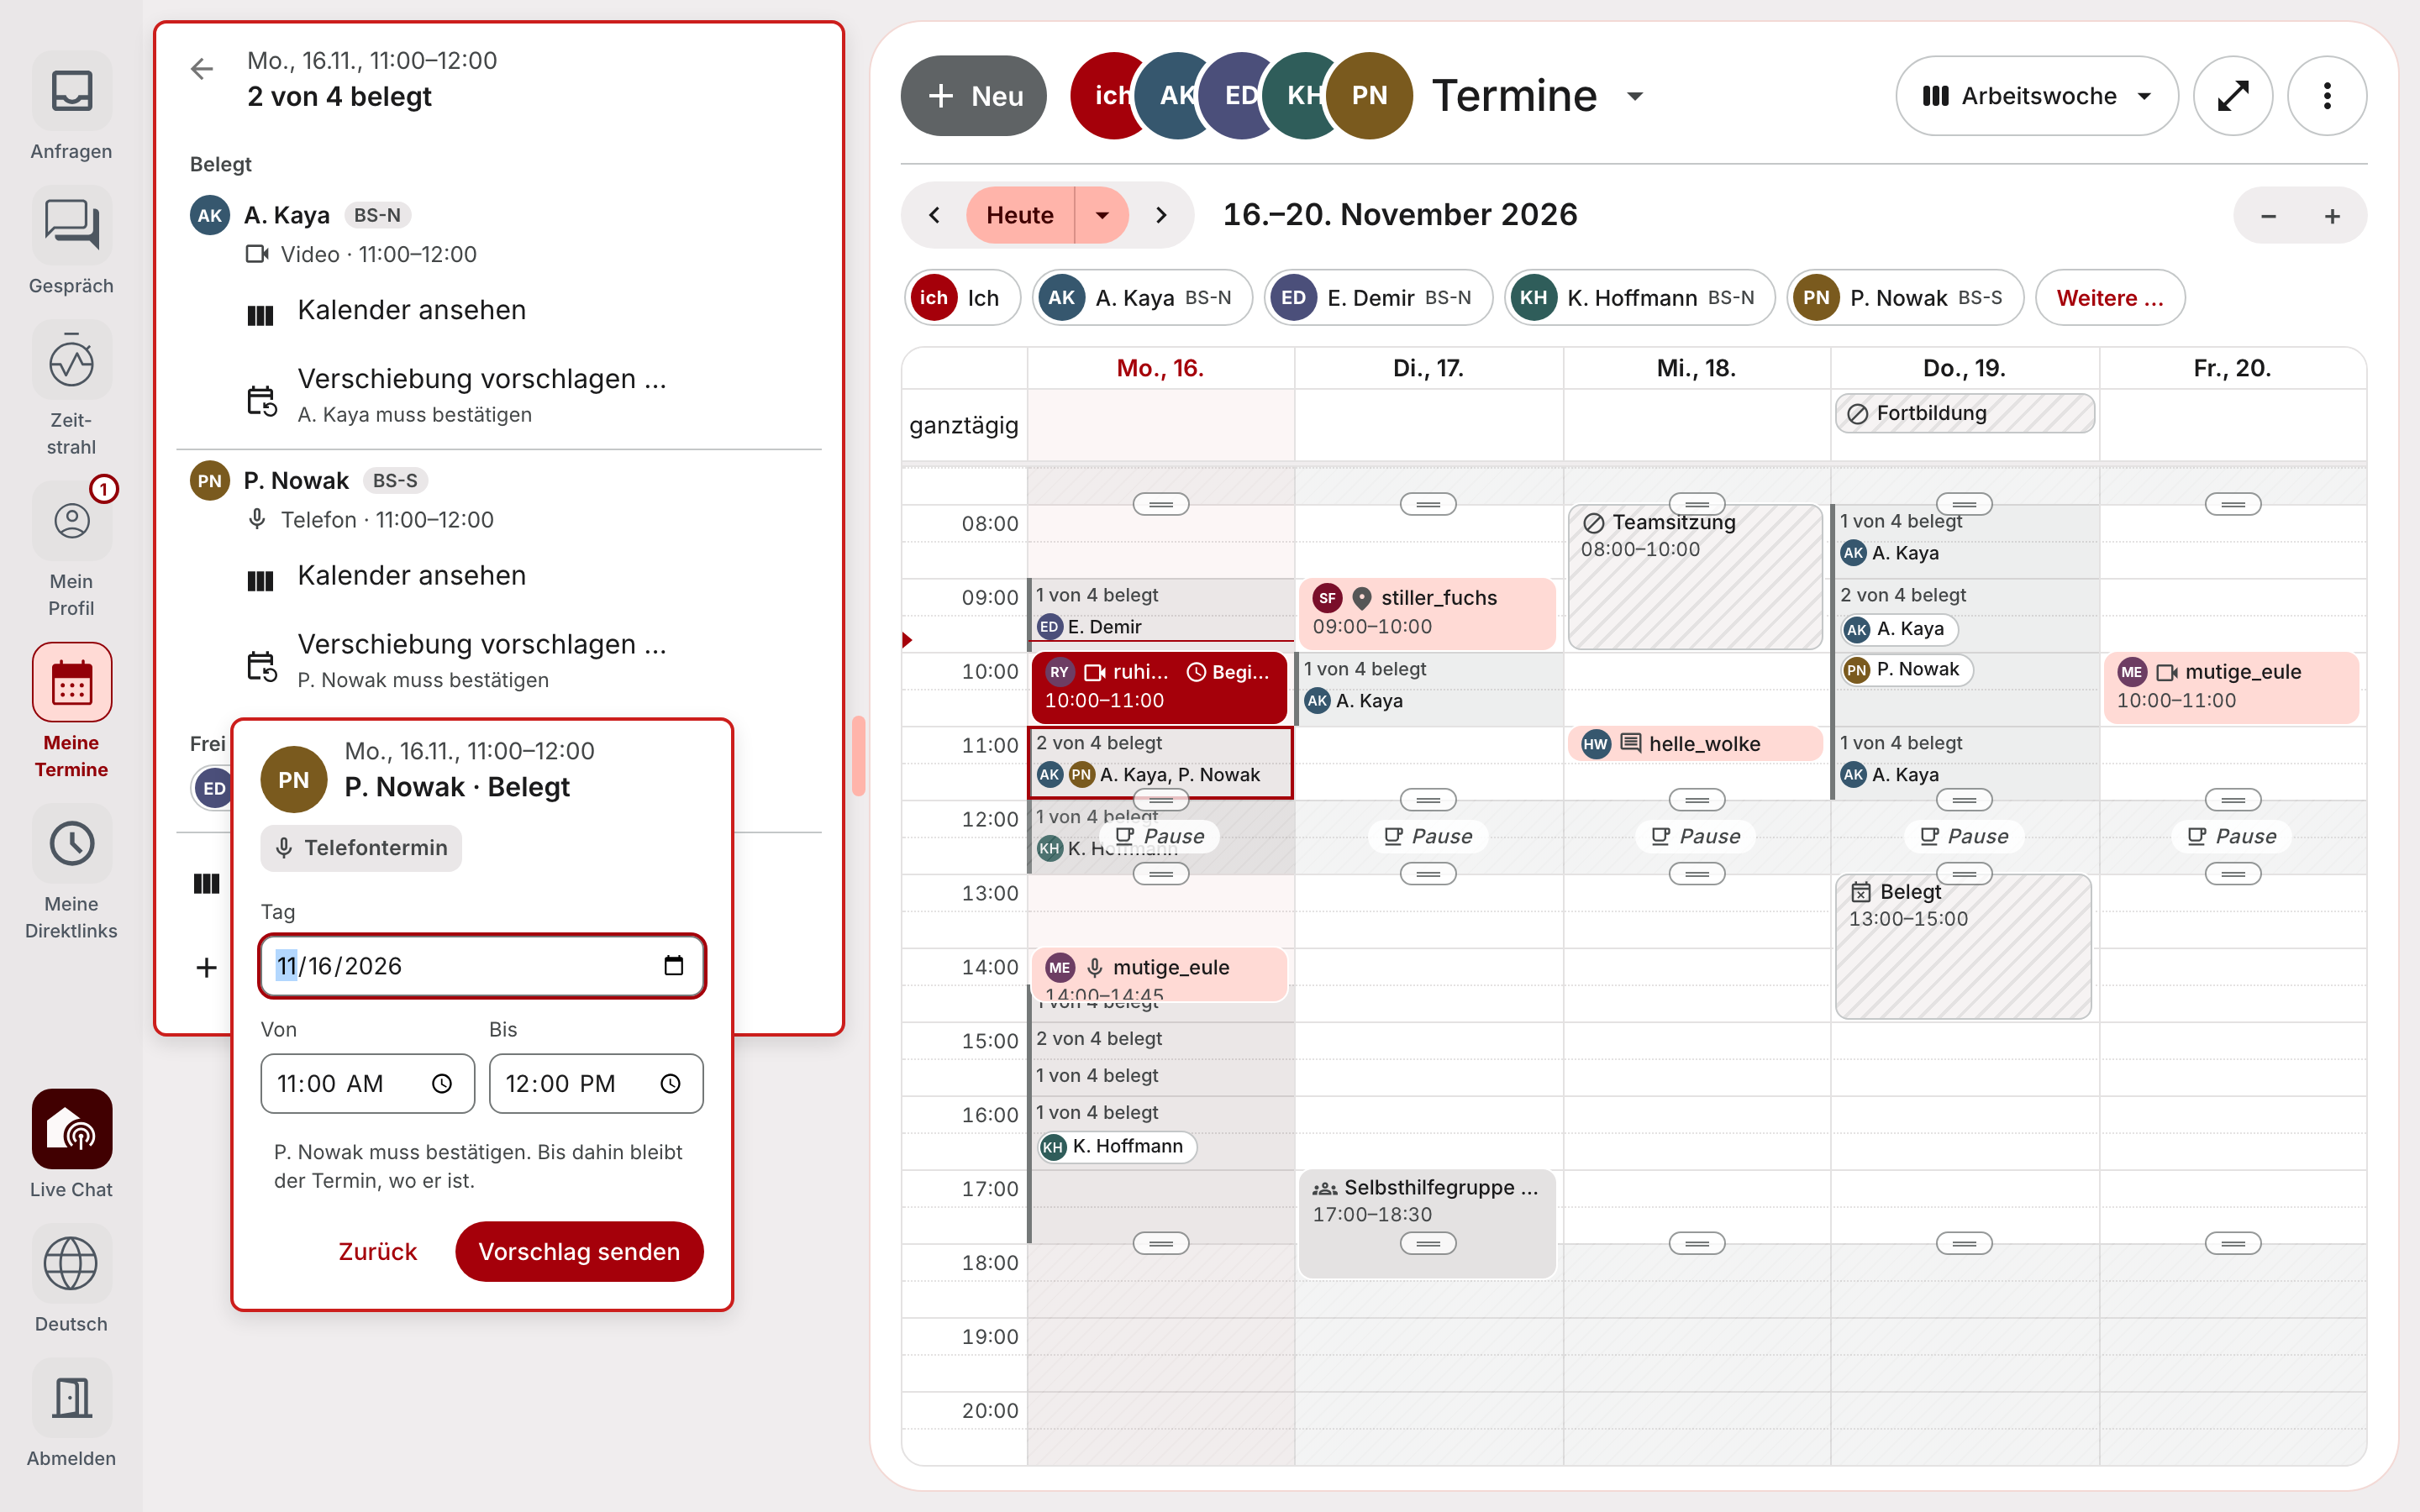 Anfragen
Gespräch
Zeit-
strahl
1
Mein
Profil
Meine
Termine
Meine
Direktlinks
Live Chat
Deutsch
Abmelden
Mo., 16.11., 11:00–12:00
2 von 4 belegt
Belegt
AK A. Kaya BS-N
Video · 11:00–12:00
Kalender ansehen
Verschiebung vorschlagen ...
A. Kaya muss bestätigen
PN P. Nowak BS-S
Telefon · 11:00–12:00
Kalender ansehen
Verschiebung vorschlagen ...
P. Nowak muss bestätigen
Frei
ED
Mo., 16.11., 11:00–12:00
PN P. Nowak · Belegt
Telefontermin
Tag
11/16/2026
Von Bis
11:00 AM 12:00 PM
P. Nowak muss bestätigen. Bis dahin bleibt
der Termin, wo er ist.
Zurück Vorschlag senden
+ Neu ich AK ED KH PN Termine Arbeitswoche
Heute 16.–20. November 2026 − +
ich Ich AK A. Kaya BS-N ED E. Demir BS-N KH K. Hoffmann BS-N PN P. Nowak BS-S Weitere ...
Mo., 16. Di., 17. Mi., 18. Do., 19. Fr., 20.
ganztägig
Fortbildung
08:00
09:00
10:00
11:00
12:00
13:00
14:00
15:00
16:00
17:00
18:00
19:00
20:00
1 von 4 belegt
ED E. Demir
RY ruhi... Begi...
10:00–11:00
2 von 4 belegt
AK PN A. Kaya, P. Nowak
1 von 4 belegt
KH K. Hoffmann
Pause
ME mutige_eule
14:00–14:45
1 von 4 belegt
2 von 4 belegt
1 von 4 belegt
1 von 4 belegt
KH K. Hoffmann
SF stiller_fuchs
09:00–10:00
1 von 4 belegt
AK A. Kaya
Pause
Selbsthilfegruppe ...
17:00–18:30
Teamsitzung
08:00–10:00
HW helle_wolke
Pause
1 von 4 belegt
AK A. Kaya
2 von 4 belegt
AK A. Kaya
PN P. Nowak
1 von 4 belegt
AK A. Kaya
Pause
Belegt
13:00–15:00
ME mutige_eule
10:00–11:00
Pause